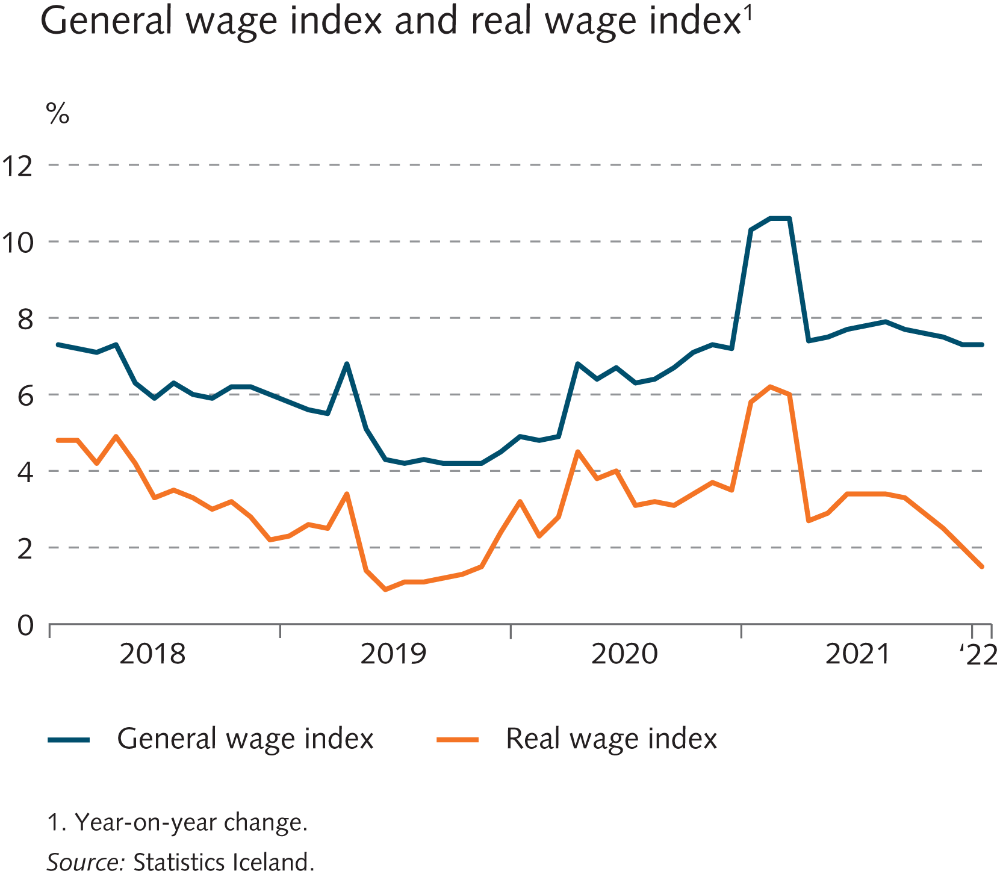 General wage index and real wage index¹
%
12
10
8
6
4
2
0
2018 2019 2020 2021 ‘22
General wage index Real wage index
1. Year-on-year change.
Source: Statistics Iceland.